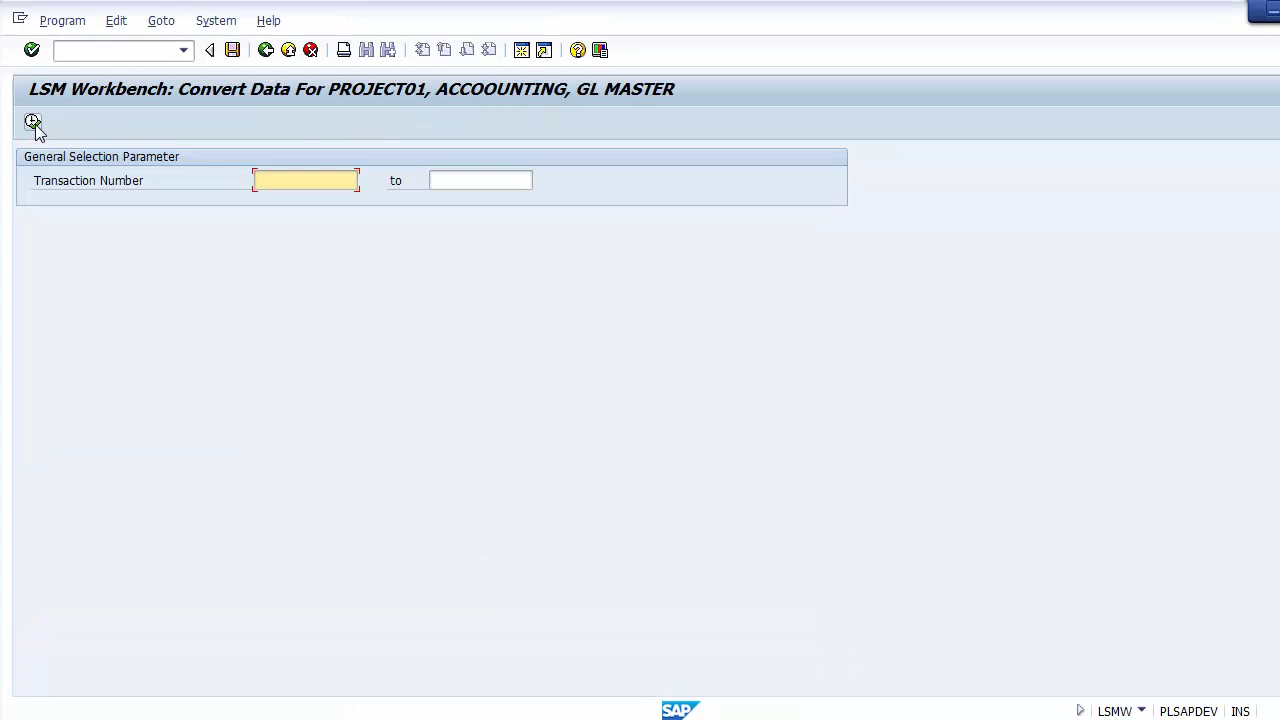 Program Edit Goto System Help
LSM Workbench: Convert Data For PROJECT01, ACCOOUNTING, GL MASTER
General Selection Parameter
Transaction Number to
SAP LSMW PLSAPDEV INS